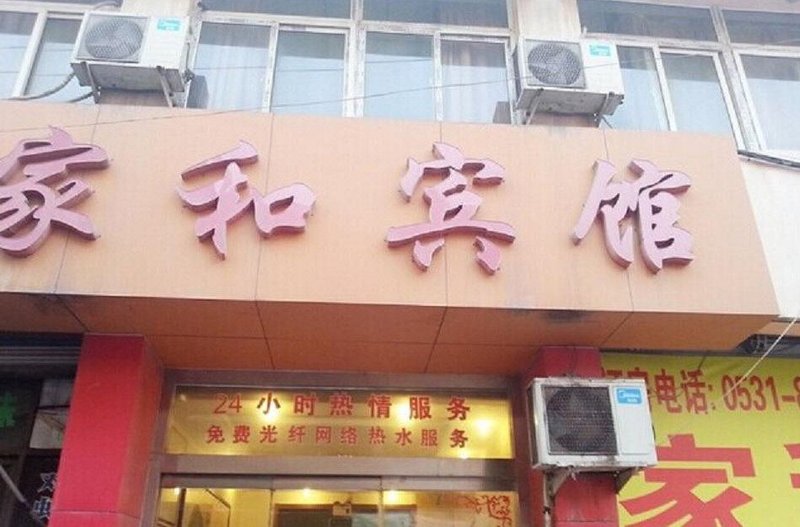 家和宾馆
24小时热情服务
免费光纤网络热水服务
电话:0531-8
家